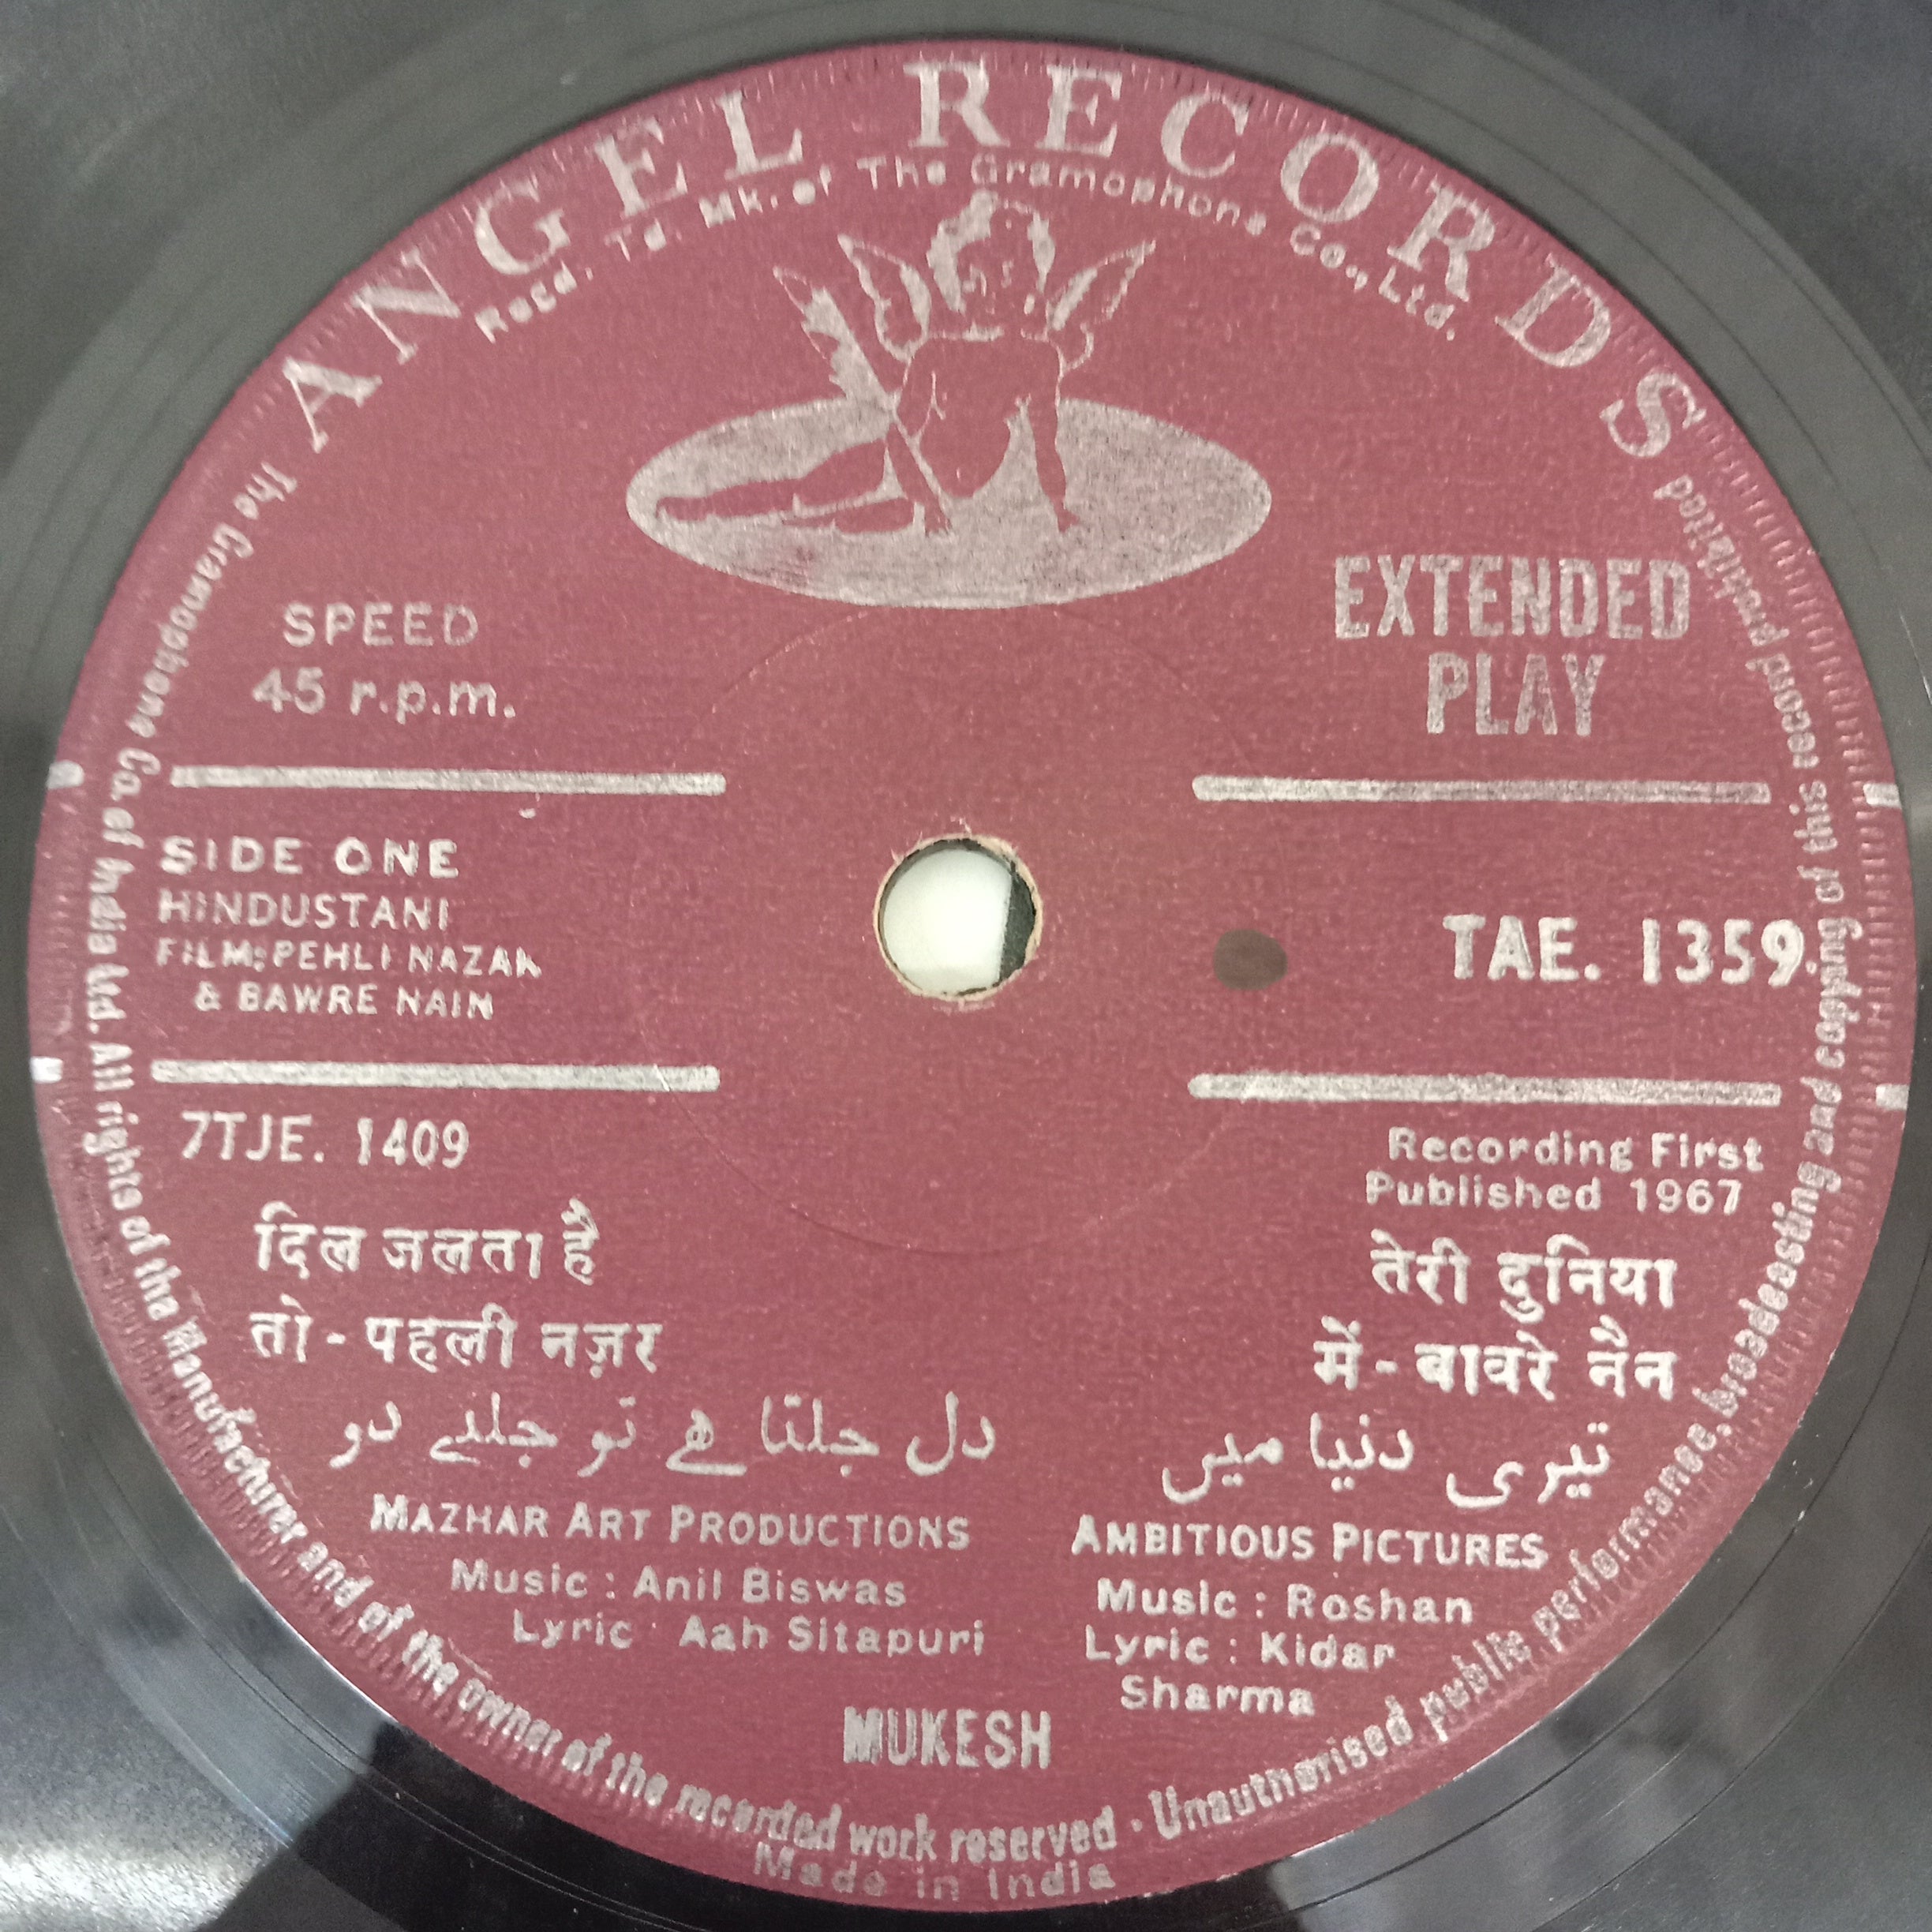 ANGEL RECORDS
Regd. Td. Mk. of The Gramophone Co., Ltd.
SPEED
45 r.p.m.
EXTENDED
PLAY
SIDE ONE
HINDUSTANI
FILM: PEHLI NAZAR
& BAWRE NAIN
TAE. 1359
7TJE. 1409
Recording First
Published 1967
दिल जलता है
तो - पहली नज़र
دل جلتا ھے تو جلنے دو
MAZHAR ART PRODUCTIONS
Music : Anil Biswas
Lyric : Aah Sitapuri
तेरी दुनिया
में - बावरे नैन
تیری دنیا میں
AMBITIOUS PICTURES
Music : Roshan
Lyric : Kidar
Sharma
MUKESH
The Gramophone Co. of India Ltd. All rights of the Manufacturer and of the owner of the recorded work reserved · Unauthorised public performance, broadcasting and copying of this record prohibited
Made in India